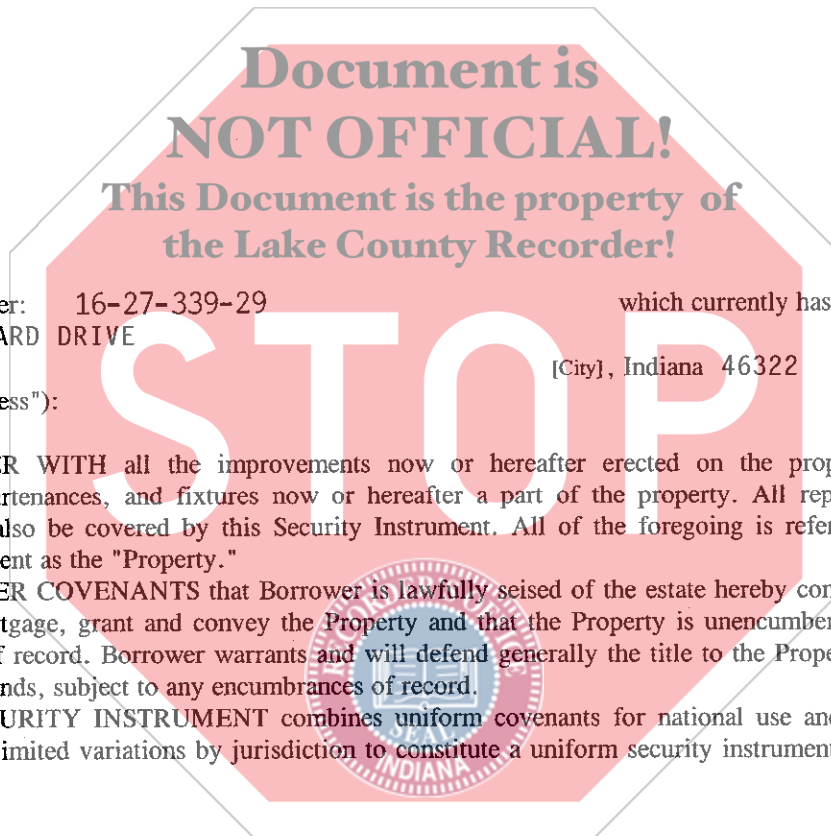 Document is
NOT OFFICIAL!
This Document is the property of
the Lake County Recorder!
er: 16-27-339-29 which currently has
ARD DRIVE
[City], Indiana 46322
ess"):
STOP
ER WITH all the improvements now or hereafter erected on the prop
rtenances, and fixtures now or hereafter a part of the property. All rep
also be covered by this Security Instrument. All of the foregoing is refer
ent as the "Property."
ER COVENANTS that Borrower is lawfully seised of the estate hereby con
tgage, grant and convey the Property and that the Property is unencumber
f record. Borrower warrants and will defend generally the title to the Prope
nds, subject to any encumbrances of record.
URITY INSTRUMENT combines uniform covenants for national use and
imited variations by jurisdiction to constitute a uniform security instrument
SEAL
INDIANA